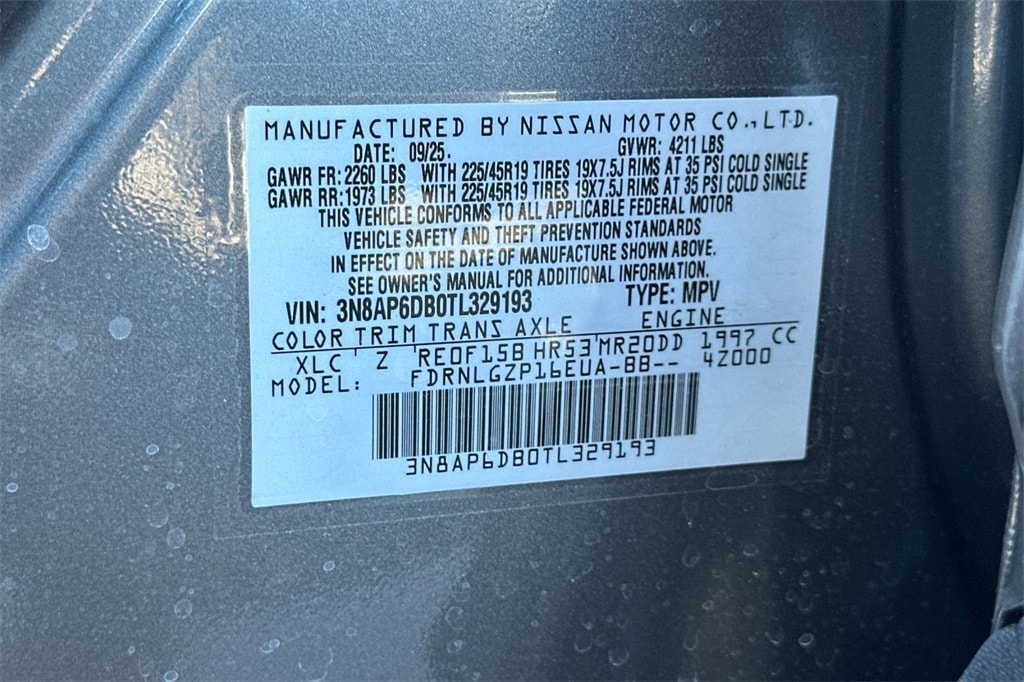 MANUFACTURED BY NISSAN MOTOR CO.,LTD.
DATE: 09/25. GVWR: 4211 LBS
GAWR FR: 2260 LBS WITH 225/45R19 TIRES 19X7.5J RIMS AT 35 PSI COLD SINGLE
GAWR RR: 1973 LBS WITH 225/45R19 TIRES 19X7.5J RIMS AT 35 PSI COLD SINGLE
THIS VEHICLE CONFORMS TO ALL APPLICABLE FEDERAL MOTOR
VEHICLE SAFETY AND THEFT PREVENTION STANDARDS
IN EFFECT ON THE DATE OF MANUFACTURE SHOWN ABOVE.
SEE OWNER'S MANUAL FOR ADDITIONAL INFORMATION.
VIN: 3N8AP6DB0TL329193 TYPE: MPV
COLOR TRIM TRANS AXLE ENGINE
XLC Z RE0F15B HR53 MR20DD 1997 CC
MODEL: FDRNLGZP16EUA-BB-- 4Z000
3N8AP6DB0TL329193